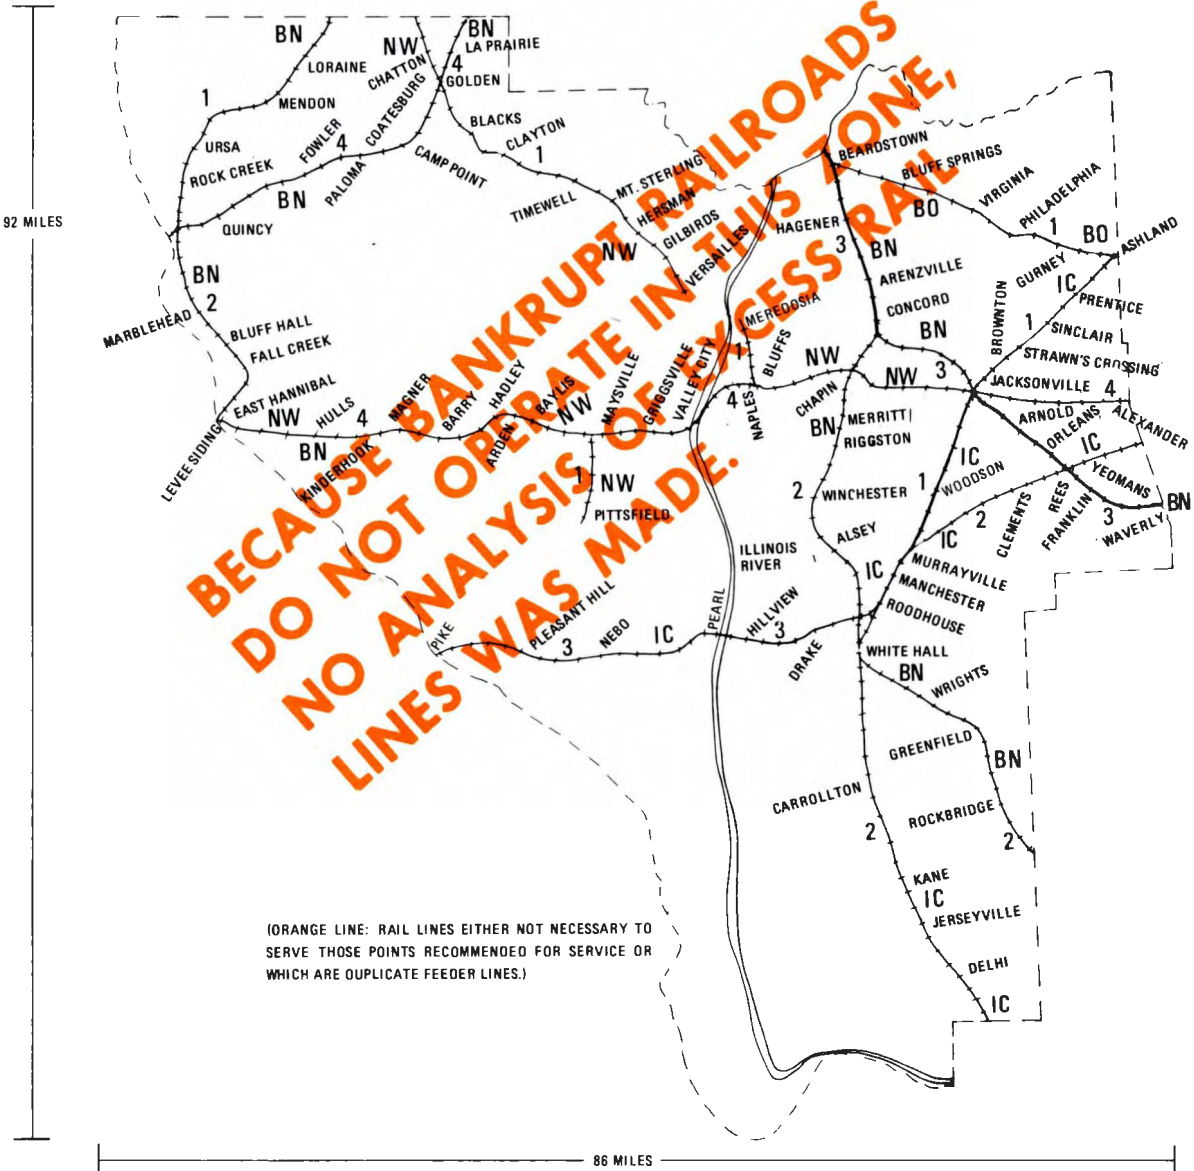 BN
NW
BN
LA PRAIRIE
LORAINE
CHATTON
4
GOLDEN
1
MENDON
COATESBURG
BLACKS
CLAYTON
URSA
FOWLER
4
ROCK CREEK
PALOMA
CAMP POINT
1
BN
TIMEWELL
MT. STERLING
HERSMAN
GILBIRDS
VERSAILLES
NW
QUINCY
92 MILES
BN
2
MARBLEHEAD
BLUFF HALL
FALL CREEK
EAST HANNIBAL
LEVEE SIDING
NW
HULLS
4
BN
KINDERHOOK
MAGNER
BARRY
HADLEY
ARDEN
BAYLIS
NW
MAYSVILLE
GRIGGSVILLE
VALLEY CITY
1
NW
PITTSFIELD
BEARDSTOWN
BLUFF SPRINGS
VIRGINIA
PHILADELPHIA
BO
1
BO
ASHLAND
HAGENER
3
BN
ARENZVILLE
CONCORD
BN
GURNEY
IC
PRENTICE
BROWNTON
1
SINCLAIR
STRAWN'S CROSSING
MEREDOSIA
1
BLUFFS
NW
3
NW
JACKSONVILLE
4
4
NAPLES
CHAPIN
ARNOLD
ORLEANS
ALEXANDER
BN
MERRITT
RIGGSTON
IC
IC
WOODSON
YEOMANS
2
WINCHESTER
1
2
CLEMENTS
REES
FRANKLIN
3
BN
WAVERLY
ALSEY
IC
ILLINOIS
RIVER
IC
MURRAYVILLE
MANCHESTER
ROODHOUSE
PIKE
PLEASANT HILL
3
NEBO
IC
PEARL
HILLVIEW
3
DRAKE
WHITE HALL
BN
WRIGHTS
GREENFIELD
BN
CARROLLTON
ROCKBRIDGE
2
2
KANE
IC
JERSEYVILLE
DELHI
IC
BECAUSE BANKRUPT RAILROADS
DO NOT OPERATE IN THIS ZONE,
NO ANALYSIS OF EXCESS RAIL
LINES WAS MADE.
(ORANGE LINE: RAIL LINES EITHER NOT NECESSARY TO
SERVE THOSE POINTS RECOMMENDED FOR SERVICE OR
WHICH ARE DUPLICATE FEEDER LINES.)
86 MILES